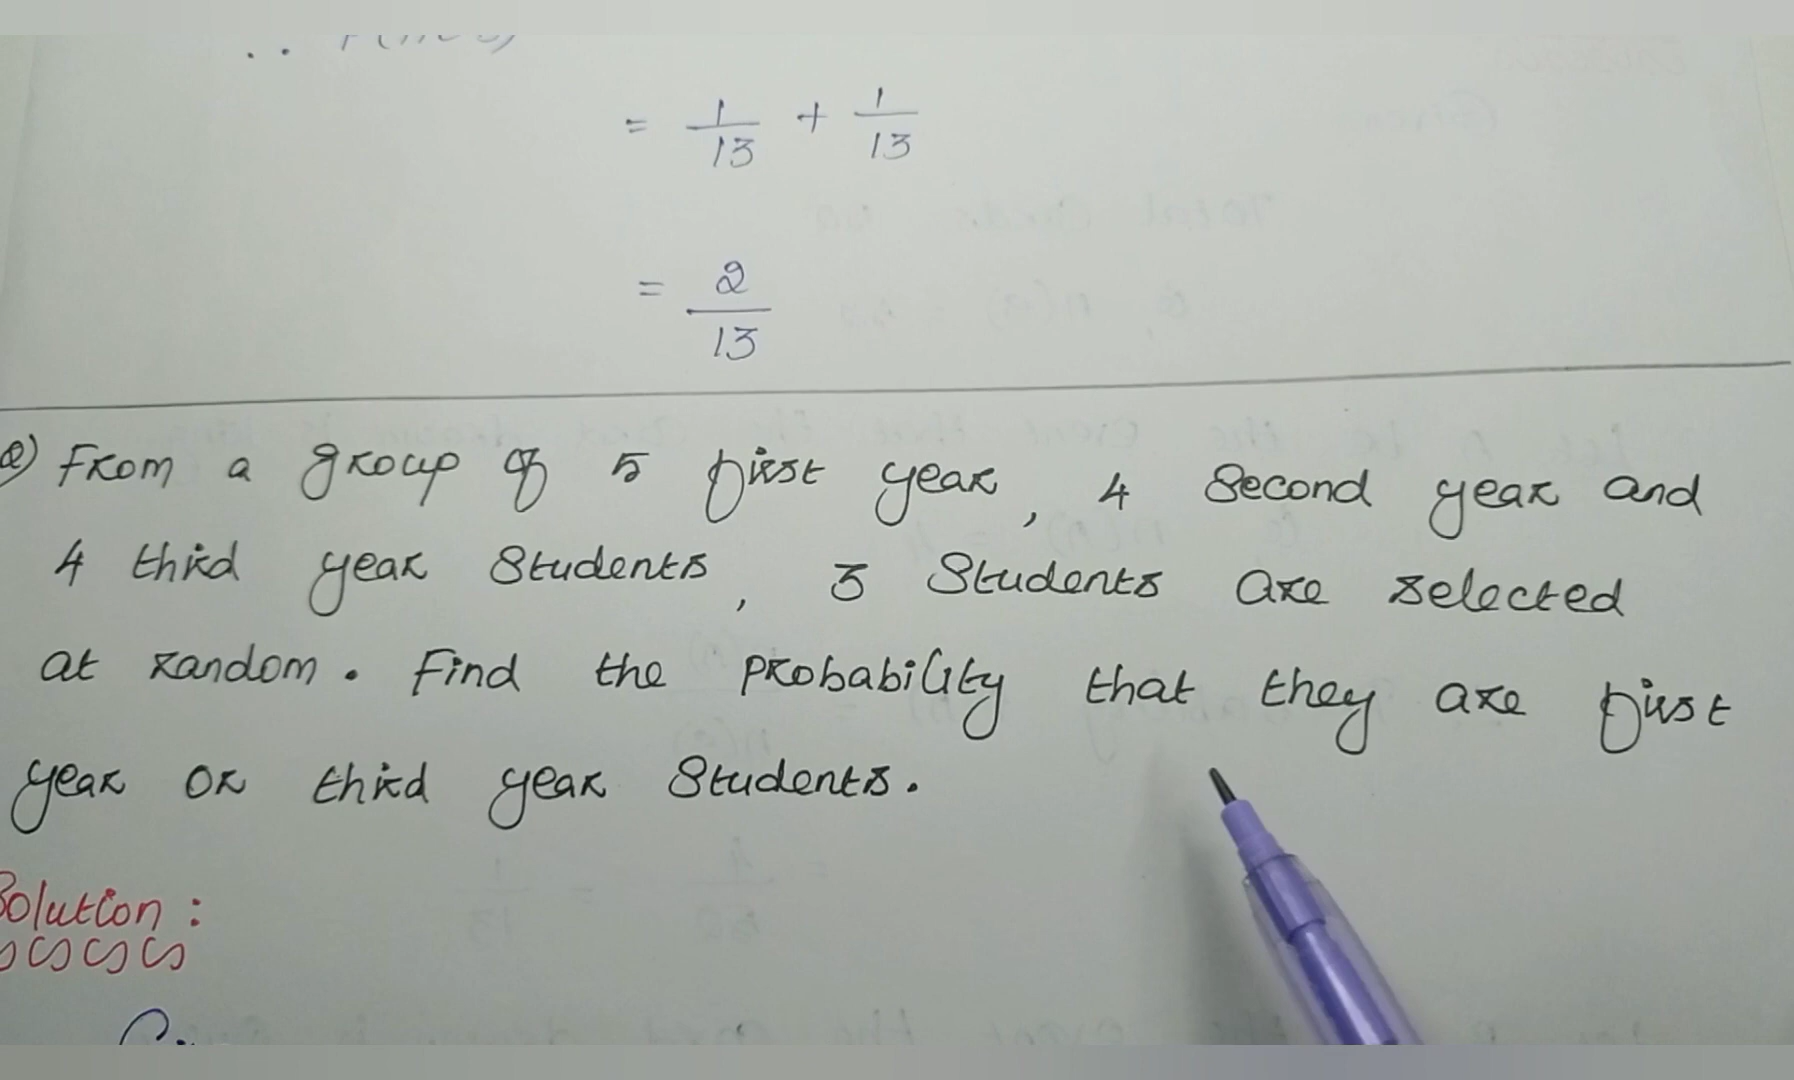 = 1/13 + 1/13
= 2/13
2) From a group of 5 first year, 4 second year and
4 third year students, 3 students are selected
at random. Find the probability that they are first
year or third year students.
Solution: